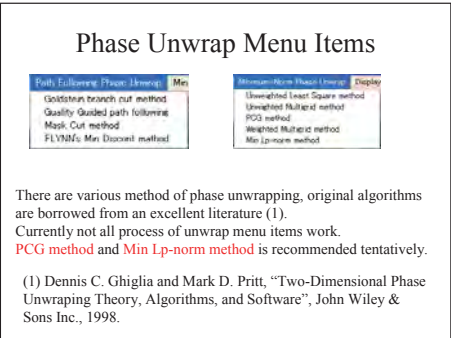 Phase Unwrap Menu Items
Path Following Phase Unwrap Min
Goldstein branch cut method
Quality Guided path following
Mask Cut method
FLYNN's Min Discont mathod
Minimum-Norm Phase Unwrap Display
Unweighted Least Square method
Unwighted Multigrid method
PCG method
Weighted Multigrid method
Min Lp-norm method
There are various method of phase unwrapping, original algorithms
are borrowed from an excellent literature (1).
Currently not all process of unwrap menu items work.
PCG method and Min Lp-norm method is recommended tentatively.
(1) Dennis C. Ghiglia and Mark D. Pritt, “Two-Dimensional Phase
Unwraping Theory, Algorithms, and Software”, John Wiley &
Sons Inc., 1998.